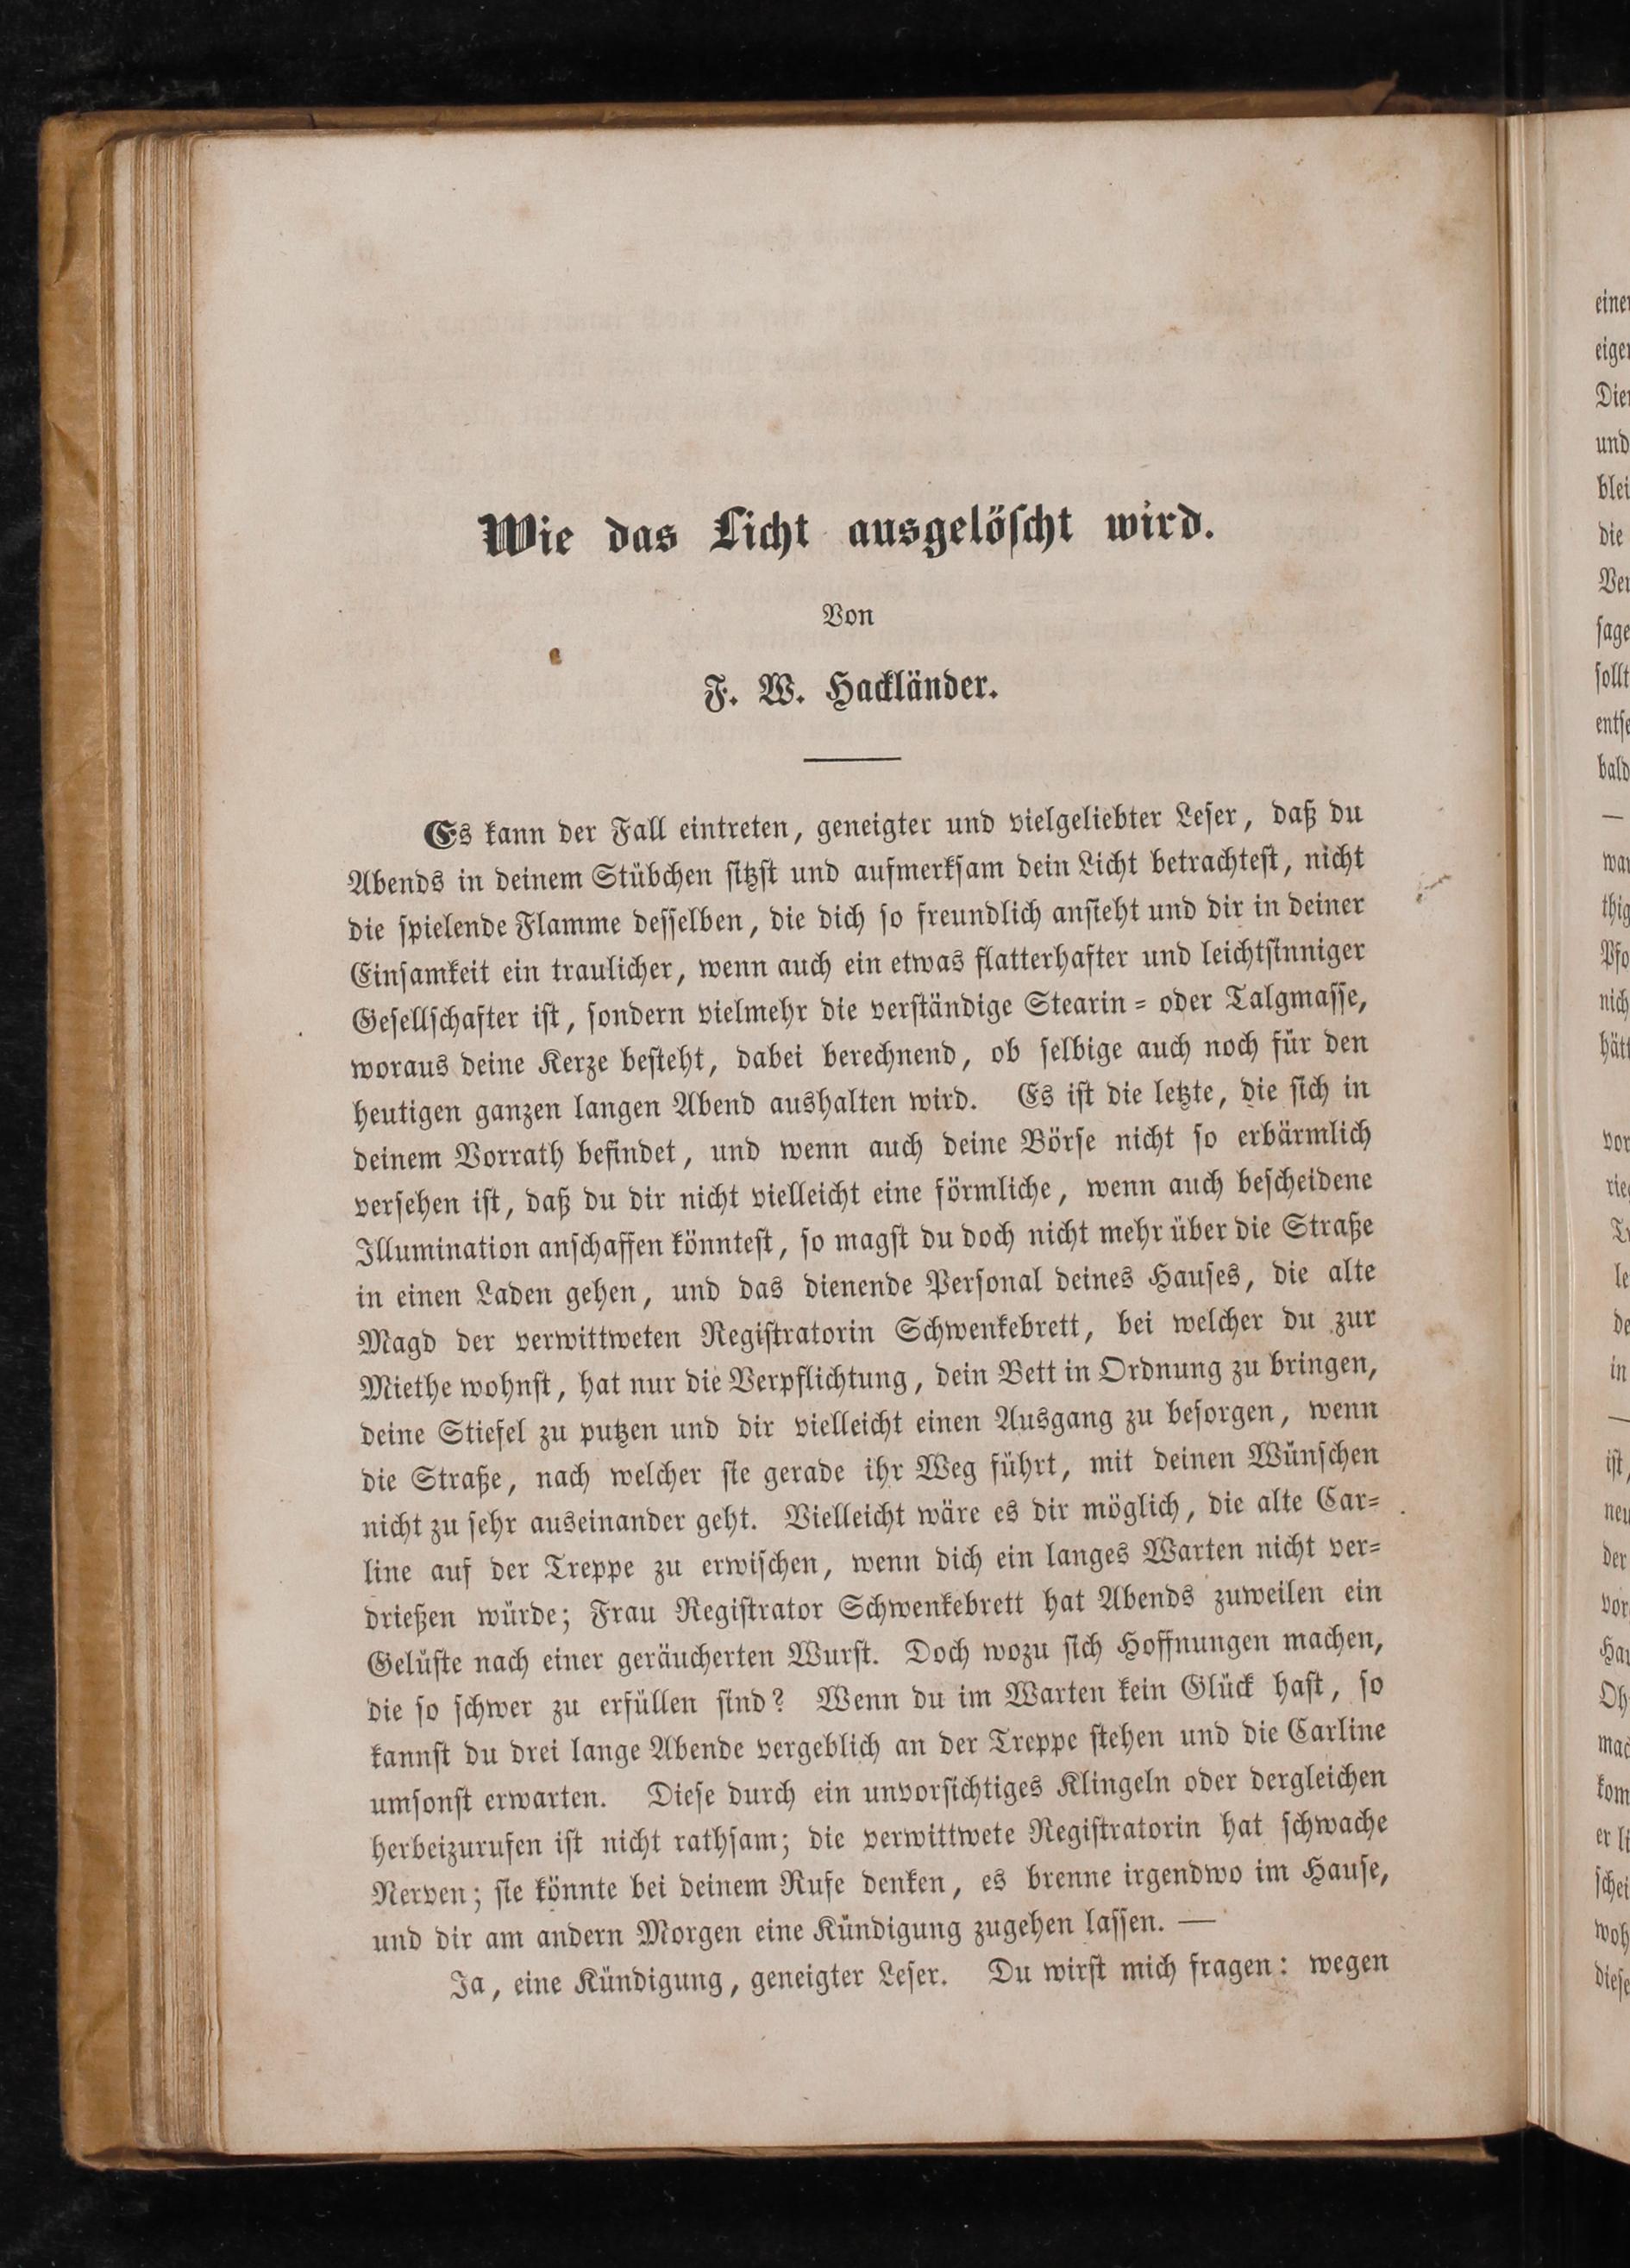 Wie das Licht ausgelöſcht wird.
Von
F. W. Hackländer.
Es kann der Fall eintreten, geneigter und vielgeliebter Leſer, daß du
Abends in deinem Stübchen ſitzſt und aufmerkſam dein Licht betrachteſt, nicht
die ſpielende Flamme deſſelben, die dich ſo freundlich anſieht und dir in deiner
Einſamkeit ein traulicher, wenn auch ein etwas flatterhafter und leichtſinniger
Geſellſchafter iſt, ſondern vielmehr die verſtändige Stearin- oder Talgmaſſe,
woraus deine Kerze beſteht, dabei berechnend, ob ſelbige auch noch für den
heutigen ganzen langen Abend aushalten wird. Es iſt die letzte, die ſich in
deinem Vorrath befindet, und wenn auch deine Börſe nicht ſo erbärmlich
verſehen iſt, daß du dir nicht vielleicht eine förmliche, wenn auch beſcheidene
Illumination anſchaffen könnteſt, ſo magſt du doch nicht mehr über die Straße
in einen Laden gehen, und das dienende Perſonal deines Hauſes, die alte
Magd der verwittweten Regiſtratorin Schwenkebrett, bei welcher du zur
Miethe wohnſt, hat nur die Verpflichtung, dein Bett in Ordnung zu bringen,
deine Stiefel zu putzen und dir vielleicht einen Ausgang zu beſorgen, wenn
die Straße, nach welcher ſie gerade ihr Weg führt, mit deinen Wünſchen
nicht zu ſehr auseinander geht. Vielleicht wäre es dir möglich, die alte Car-
line auf der Treppe zu erwiſchen, wenn dich ein langes Warten nicht ver-
drießen würde; Frau Regiſtrator Schwenkebrett hat Abends zuweilen ein
Gelüſte nach einer geräucherten Wurſt. Doch wozu ſich Hoffnungen machen,
die ſo ſchwer zu erfüllen ſind? Wenn du im Warten kein Glück haſt, ſo
kannſt du drei lange Abende vergeblich an der Treppe ſtehen und die Carline
umſonſt erwarten. Dieſe durch ein unvorſichtiges Klingeln oder dergleichen
herbeizurufen iſt nicht rathſam; die verwittwete Regiſtratorin hat ſchwache
Nerven; ſie könnte bei deinem Rufe denken, es brenne irgendwo im Hauſe,
und dir am andern Morgen eine Kündigung zugehen laſſen. —
Ja, eine Kündigung, geneigter Leſer. Du wirſt mich fragen: wegen